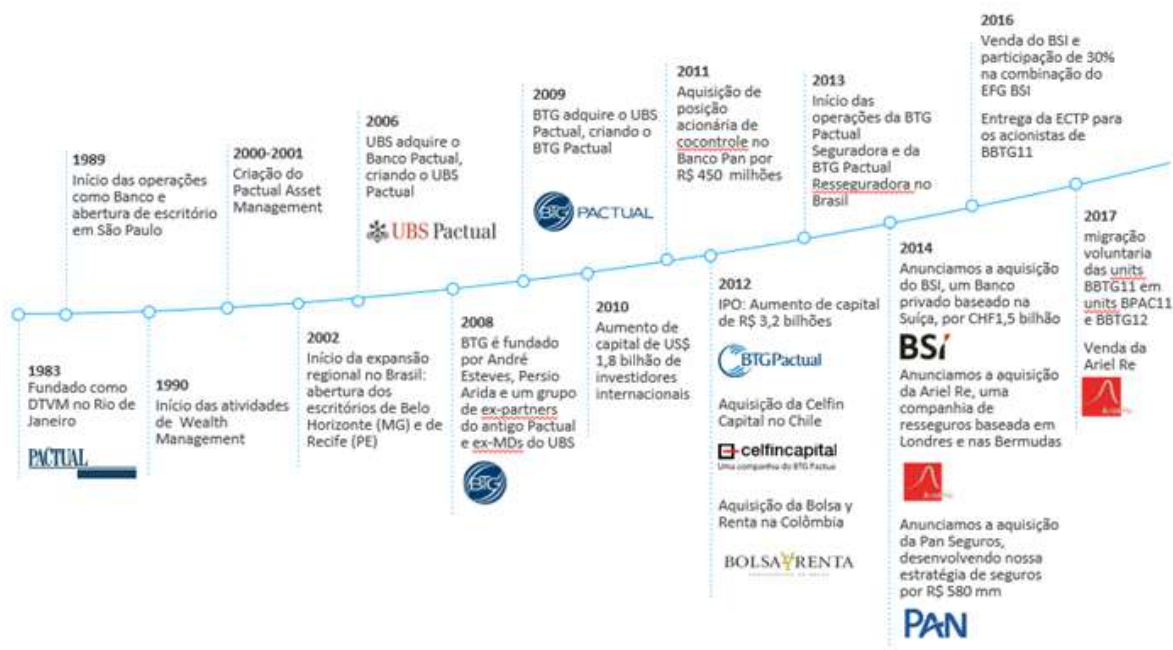 1983
Fundado como
DTVM no Rio de
Janeiro
PACTUAL
1989
Início das operações
como Banco e
abertura de escritório
em São Paulo
1990
Início das atividades
de Wealth
Management
2000-2001
Criação do
Pactual Asset
Management
2002
Início da expansão
regional no Brasil:
abertura dos
escritórios de Belo
Horizonte (MG) e de
Recife (PE)
2006
UBS adquire o
Banco Pactual,
criando o UBS
Pactual
UBS Pactual
2008
BTG é fundado
por André
Esteves, Persio
Arida e um grupo
de ex-partners
do antigo Pactual
e ex-MDs do UBS
BTG
2009
BTG adquire o UBS
Pactual, criando o
BTG Pactual
BTG PACTUAL
2010
Aumento de
capital de US$
1,8 bilhão de
investidores
internacionais
2011
Aquisição de
posição
acionária de
cocontrole no
Banco Pan por
R$ 450 milhões
2012
IPO: Aumento de capital
de R$ 3,2 bilhões
BTGPactual
Aquisição da Celfin
Capital no Chile
celfincapital
Uma companhia do BTG Pactual
Aquisição da Bolsa y
Renta na Colômbia
BOLSA Y RENTA
2013
Início das
operações da BTG
Pactual
Seguradora e da
BTG Pactual
Resseguradora no
Brasil
2014
Anunciamos a aquisição
do BSI, um Banco
privado baseado na
Suíça, por CHF1,5 bilhão
BSI
Anunciamos a aquisição
da Ariel Re, uma
companhia de
resseguros baseada em
Londres e nas Bermudas
Anunciamos a aquisição
da Pan Seguros,
desenvolvendo nossa
estratégia de seguros
por R$ 580 mm
PAN
2016
Venda do BSI e
participação de 30%
na combinação do
EFG BSI
Entrega da ECTP para
os acionistas de
BBTG11
2017
migração
voluntaria
das units
BBTG11 em
units BPAC11
e BBTG12
Venda da
Ariel Re